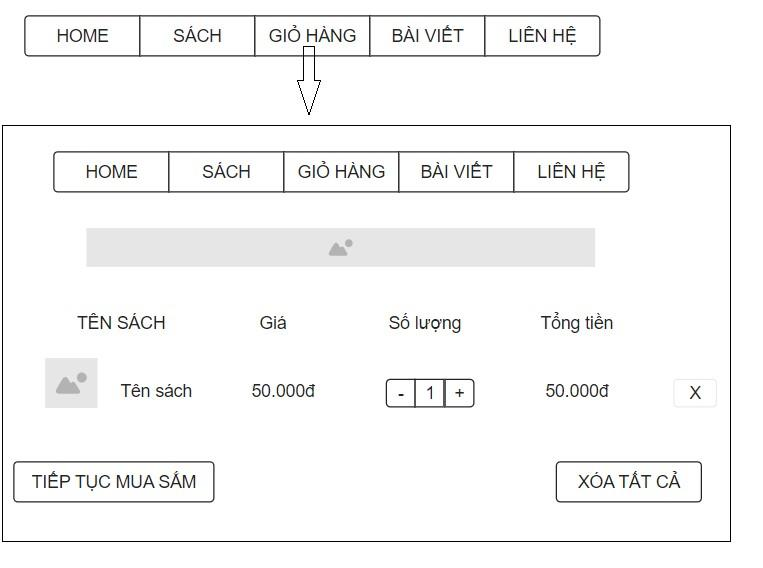 HOME SÁCH GIỎ HÀNG BÀI VIẾT LIÊN HỆ
HOME SÁCH GIỎ HÀNG BÀI VIẾT LIÊN HỆ
TÊN SÁCH Giá Số lượng Tổng tiền
Tên sách 50.000đ - 1 + 50.000đ X
TIẾP TỤC MUA SẮM XÓA TẤT CẢ